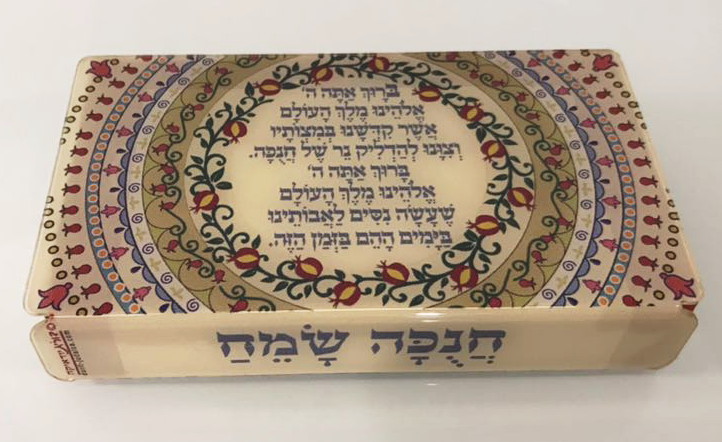 בָּרוּךְ אַתָּה ה'
אֱלֹהֵינוּ מֶלֶךְ הָעוֹלָם
אֲשֶׁר קִדְּשָׁנוּ בְּמִצְוֹתָיו
וְצִוָּנוּ לְהַדְלִיק נֵר שֶׁל חֲנֻכָּה.
בָּרוּךְ אַתָּה ה'
אֱלֹהֵינוּ מֶלֶךְ הָעוֹלָם
שֶׁעָשָׂה נִסִּים לַאֲבוֹתֵינוּ
בַּיָּמִים הָהֵם בַּזְּמַן הַזֶּה.
חֲנֻכָּה שָׂמֵחַ